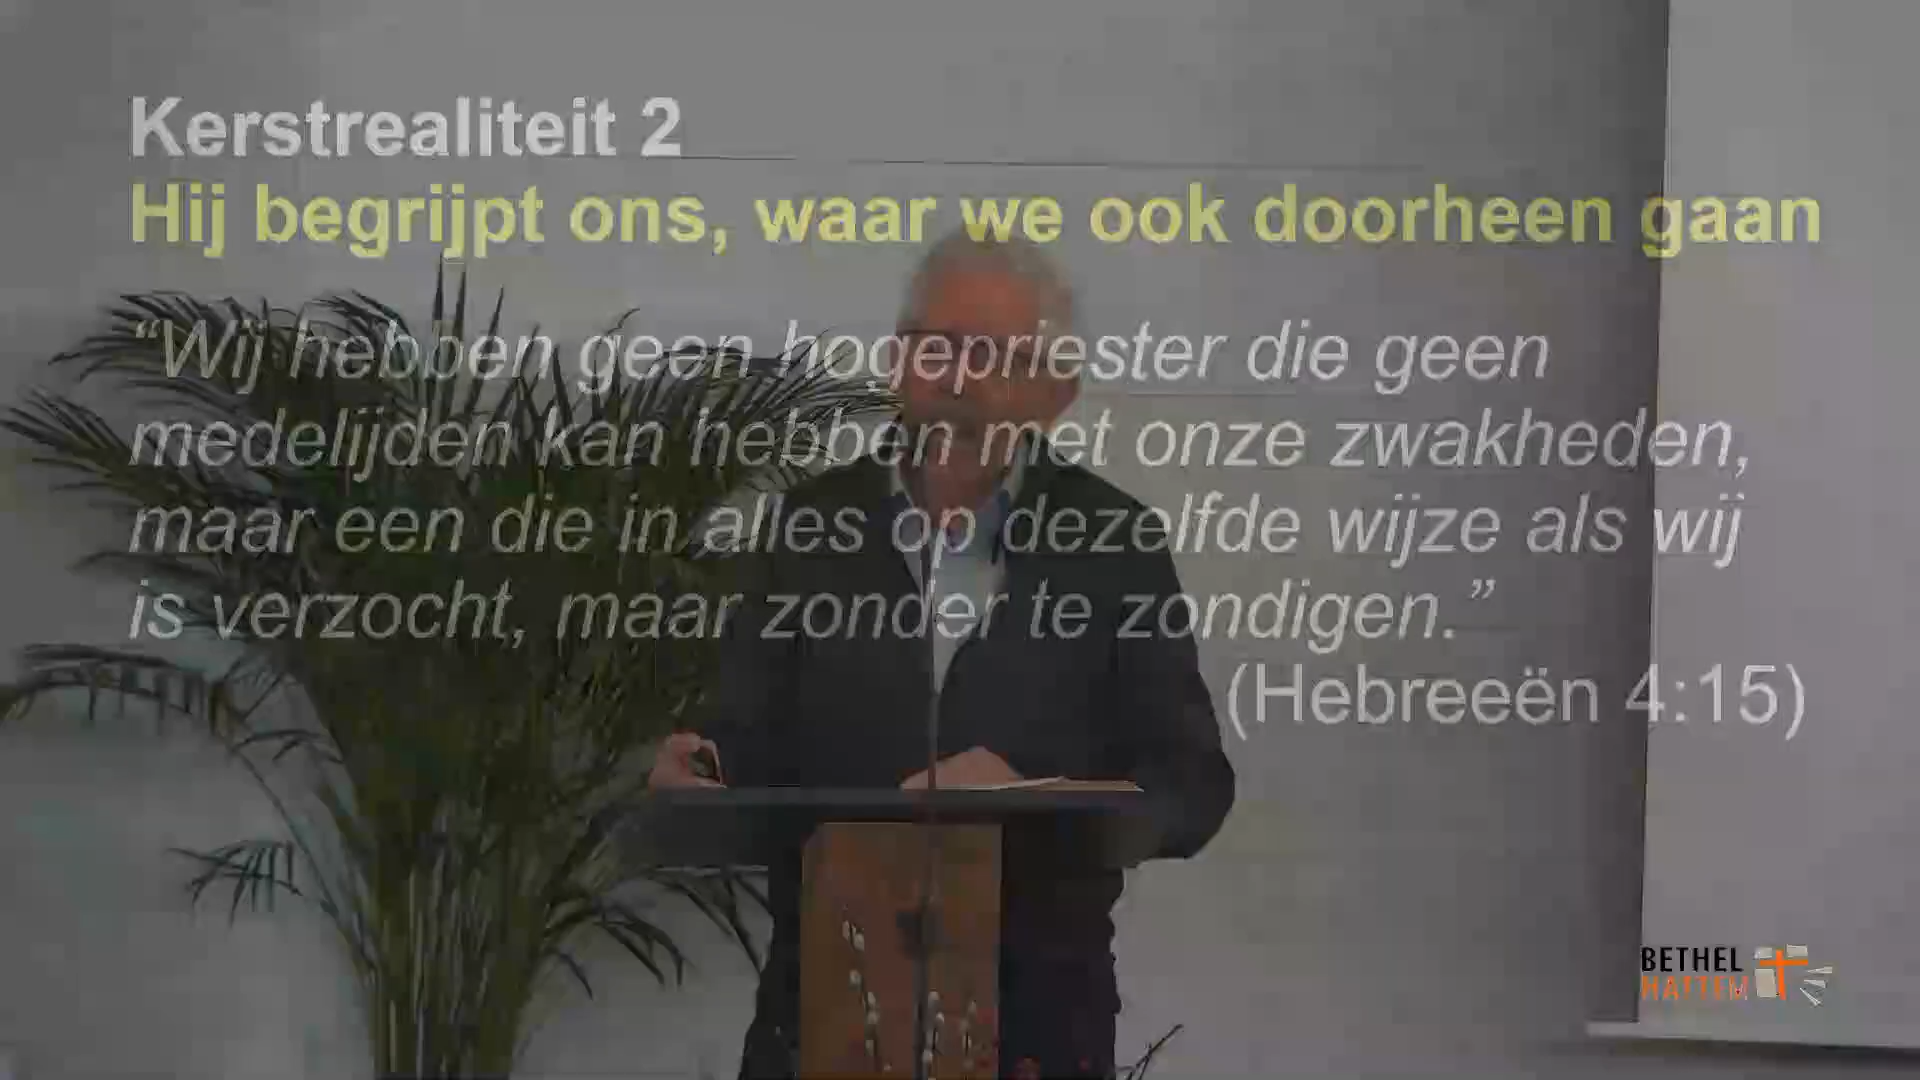 Kerstrealiteit 2
Hij begrijpt ons, waar we ook doorheen gaan
“Wij hebben geen hogepriester die geen
medelijden kan hebben met onze zwakheden,
maar een die in alles op dezelfde wijze als wij
is verzocht, maar zonder te zondigen.”
(Hebreeën 4:15)
BETHEL
HATTEM